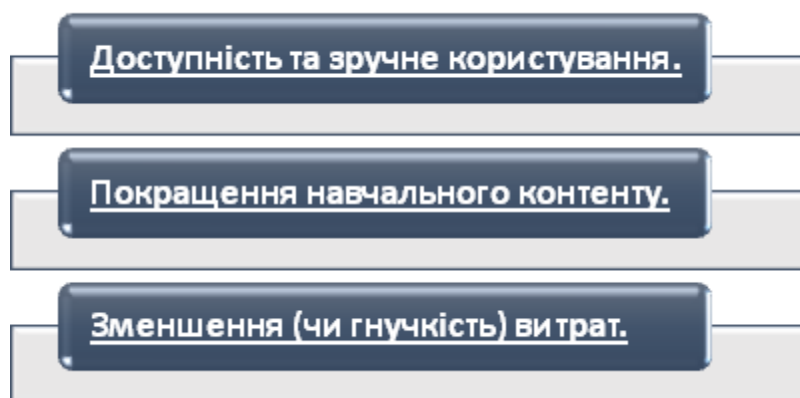 Доступність та зручне користування.
Покращення навчального контенту.
Зменшення (чи гнучкість) витрат.